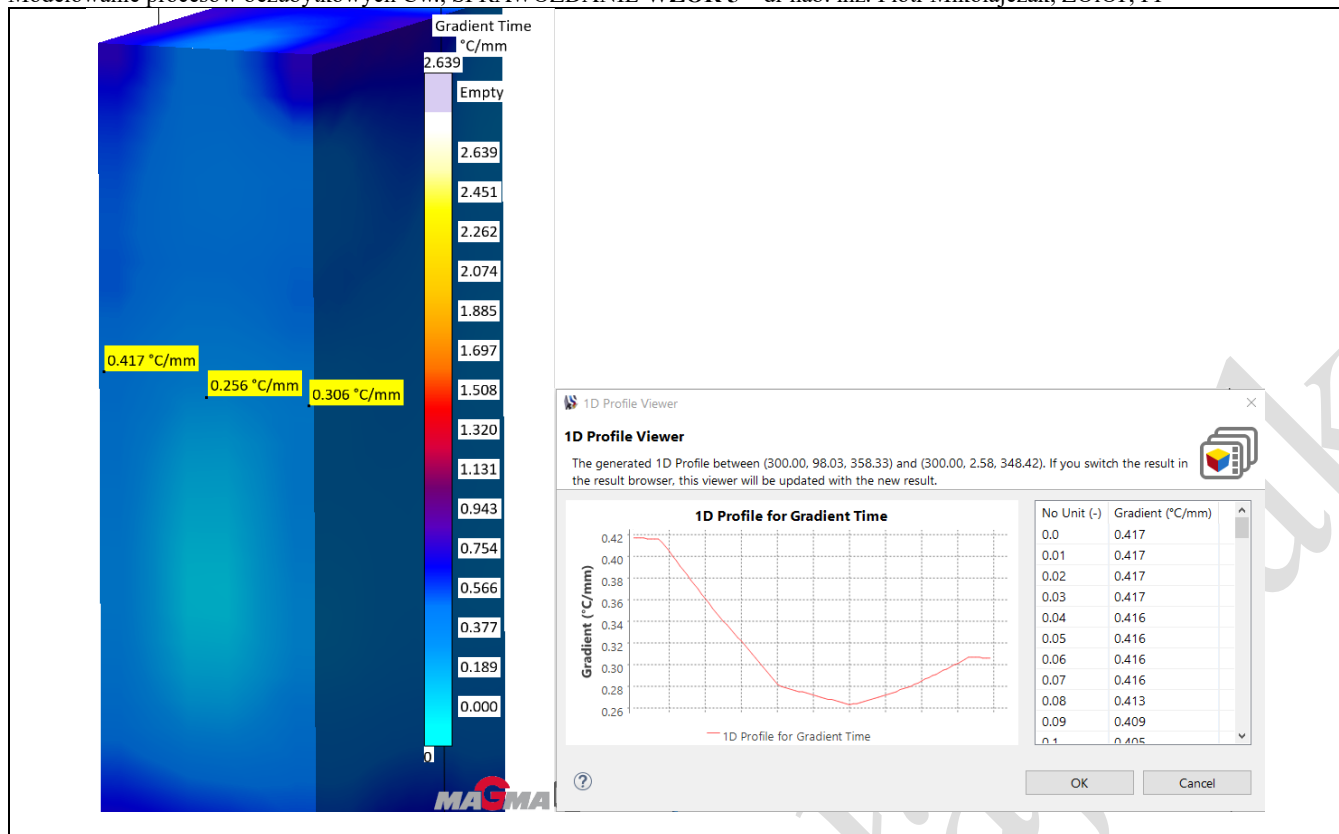 Gradient Time
°C/mm
2.639
Empty
2.639
2.451
2.262
2.074
1.885
1.697
1.508
1.320
1.131
0.943
0.754
0.566
0.377
0.189
0.000
0
0.417 °C/mm
0.256 °C/mm
0.306 °C/mm
MAGMA
1D Profile Viewer
1D Profile Viewer
The generated 1D Profile between (300.00, 98.03, 358.33) and (300.00, 2.58, 348.42). If you switch the result in
the result browser, this viewer will be updated with the new result.
1D Profile for Gradient Time
Gradient (°C/mm)
0.42
0.40
0.38
0.36
0.34
0.32
0.30
0.28
0.26
1D Profile for Gradient Time
No Unit (-) Gradient (°C/mm)
0.0 0.417
0.01 0.417
0.02 0.417
0.03 0.417
0.04 0.416
0.05 0.416
0.06 0.416
0.07 0.416
0.08 0.413
0.09 0.409
0.1 0.405
?
OK Cancel